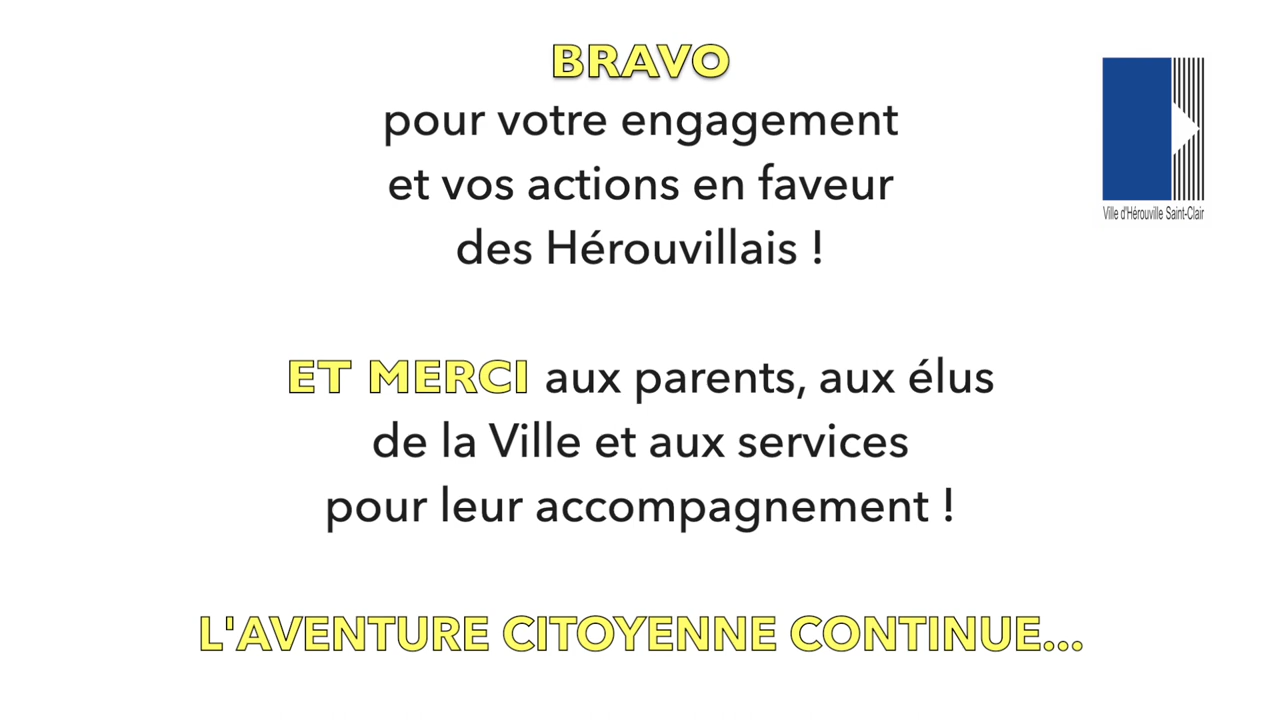 BRAVO
pour votre engagement
et vos actions en faveur
des Hérouvillais !
Ville d'Hérouville Saint-Clair
ET MERCI aux parents, aux élus
de la Ville et aux services
pour leur accompagnement !
L'AVENTURE CITOYENNE CONTINUE...